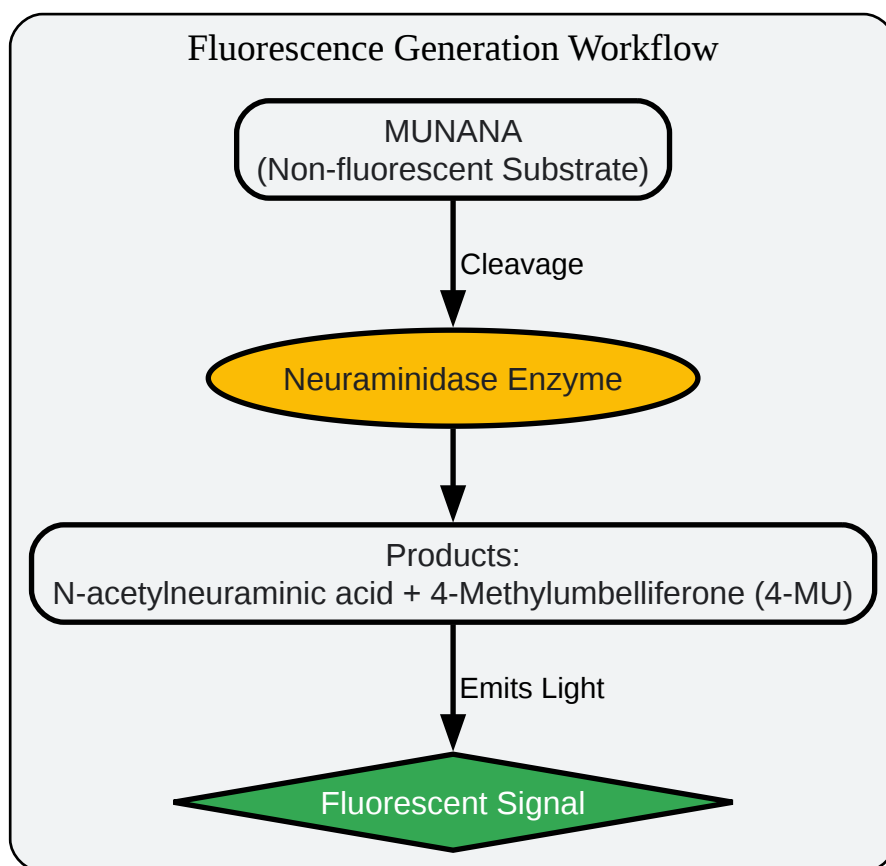 Fluorescence Generation Workflow
MUNANA
(Non-fluorescent Substrate)
Cleavage
Neuraminidase Enzyme
Products:
N-acetylneuraminic acid + 4-Methylumbelliferone (4-MU)
Emits Light
Fluorescent Signal